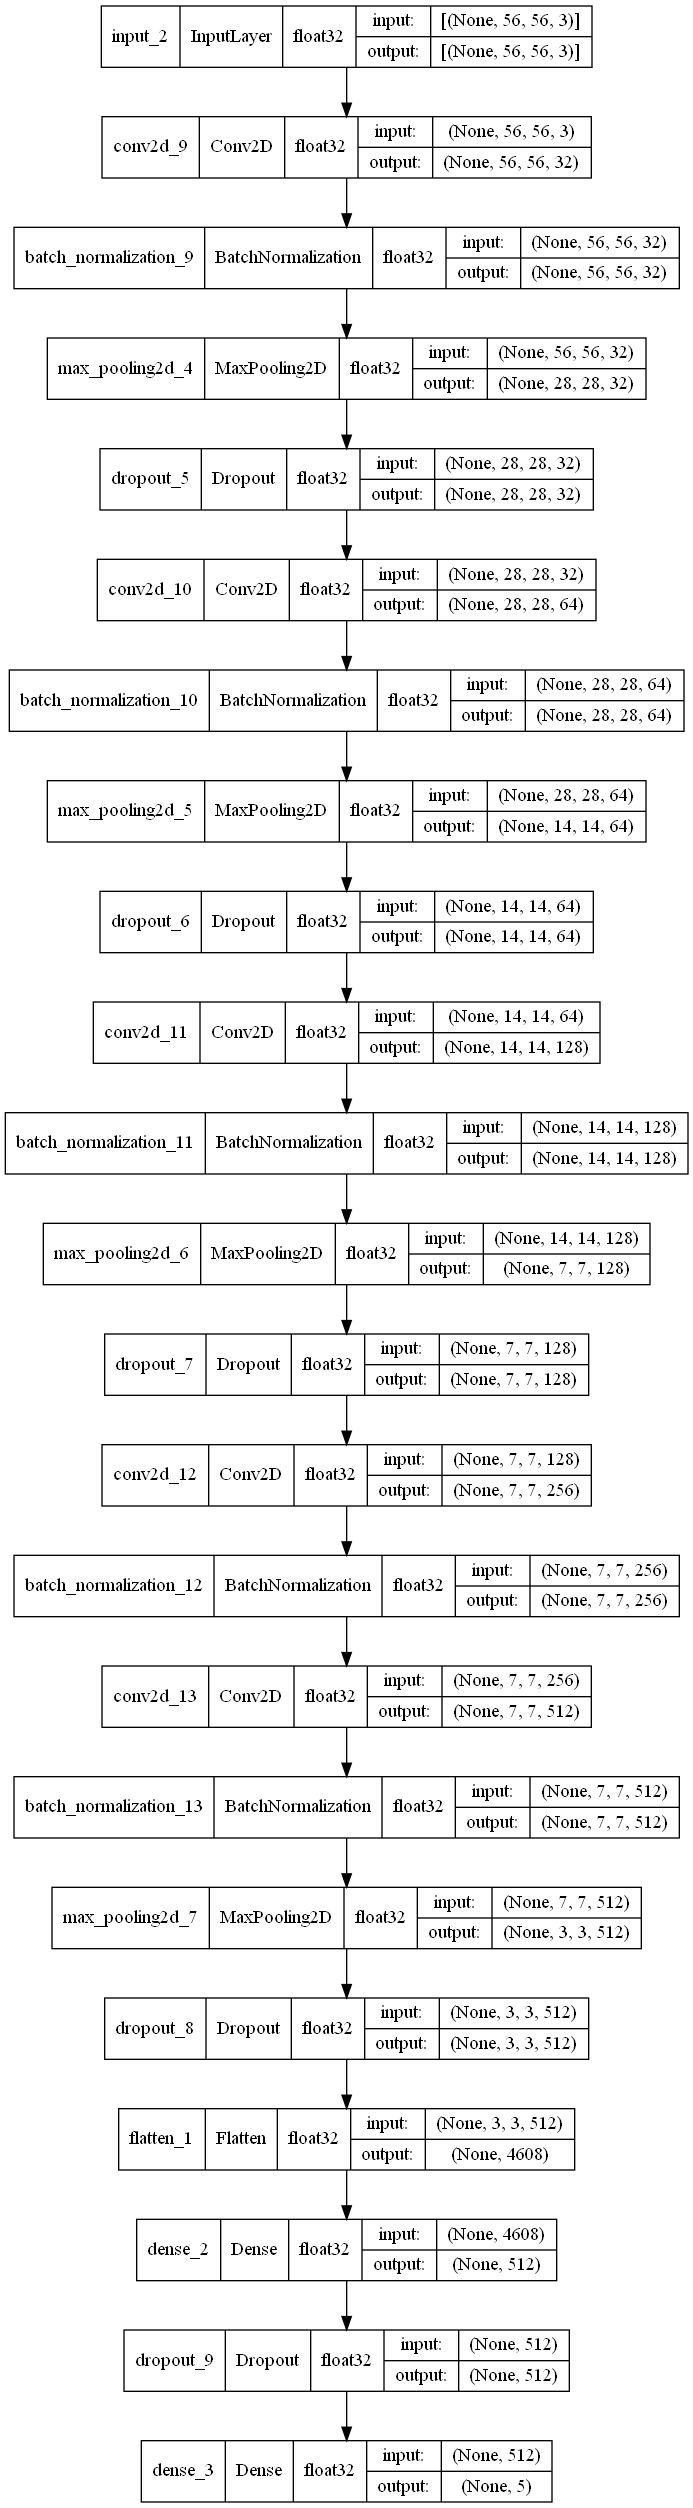 input_2 InputLayer float32 input: [(None, 56, 56, 3)]
output: [(None, 56, 56, 3)]
conv2d_9 Conv2D float32 input: (None, 56, 56, 3)
output: (None, 56, 56, 32)
batch_normalization_9 BatchNormalization float32 input: (None, 56, 56, 32)
output: (None, 56, 56, 32)
max_pooling2d_4 MaxPooling2D float32 input: (None, 56, 56, 32)
output: (None, 28, 28, 32)
dropout_5 Dropout float32 input: (None, 28, 28, 32)
output: (None, 28, 28, 32)
conv2d_10 Conv2D float32 input: (None, 28, 28, 32)
output: (None, 28, 28, 64)
batch_normalization_10 BatchNormalization float32 input: (None, 28, 28, 64)
output: (None, 28, 28, 64)
max_pooling2d_5 MaxPooling2D float32 input: (None, 28, 28, 64)
output: (None, 14, 14, 64)
dropout_6 Dropout float32 input: (None, 14, 14, 64)
output: (None, 14, 14, 64)
conv2d_11 Conv2D float32 input: (None, 14, 14, 64)
output: (None, 14, 14, 128)
batch_normalization_11 BatchNormalization float32 input: (None, 14, 14, 128)
output: (None, 14, 14, 128)
max_pooling2d_6 MaxPooling2D float32 input: (None, 14, 14, 128)
output: (None, 7, 7, 128)
dropout_7 Dropout float32 input: (None, 7, 7, 128)
output: (None, 7, 7, 128)
conv2d_12 Conv2D float32 input: (None, 7, 7, 128)
output: (None, 7, 7, 256)
batch_normalization_12 BatchNormalization float32 input: (None, 7, 7, 256)
output: (None, 7, 7, 256)
conv2d_13 Conv2D float32 input: (None, 7, 7, 256)
output: (None, 7, 7, 512)
batch_normalization_13 BatchNormalization float32 input: (None, 7, 7, 512)
output: (None, 7, 7, 512)
max_pooling2d_7 MaxPooling2D float32 input: (None, 7, 7, 512)
output: (None, 3, 3, 512)
dropout_8 Dropout float32 input: (None, 3, 3, 512)
output: (None, 3, 3, 512)
flatten_1 Flatten float32 input: (None, 3, 3, 512)
output: (None, 4608)
dense_2 Dense float32 input: (None, 4608)
output: (None, 512)
dropout_9 Dropout float32 input: (None, 512)
output: (None, 512)
dense_3 Dense float32 input: (None, 512)
output: (None, 5)